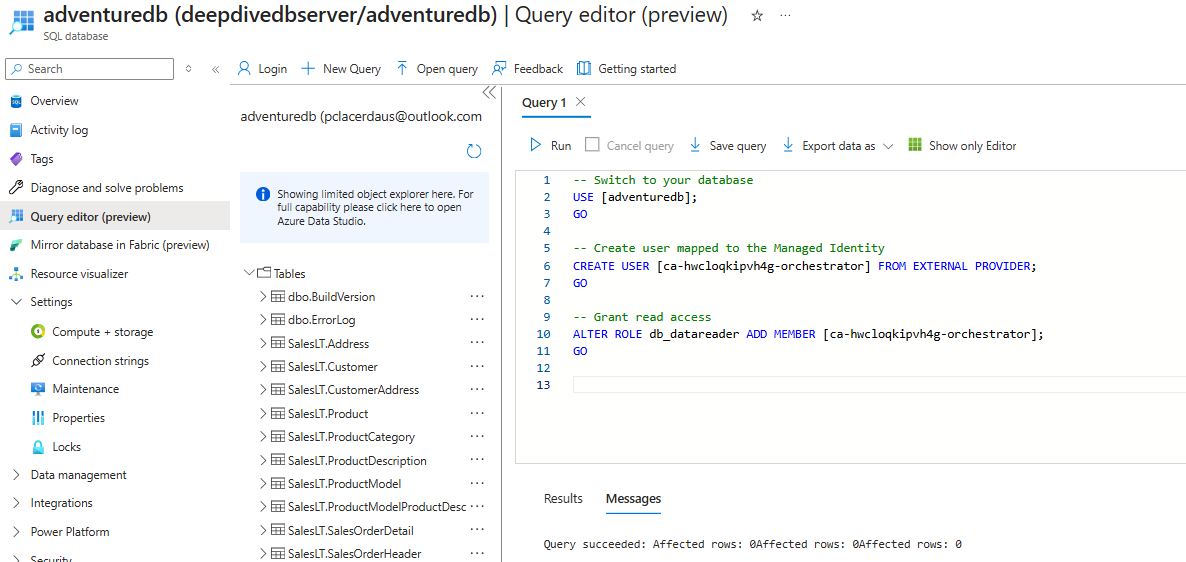 adventuredb (deepdivedbserver/adventuredb) | Query editor (preview)
SQL database
Search
Login
New Query
Open query
Feedback
Getting started
Overview
Activity log
Tags
Diagnose and solve problems
Query editor (preview)
Mirror database in Fabric (preview)
Resource visualizer
Settings
Compute + storage
Connection strings
Maintenance
Properties
Locks
Data management
Integrations
Power Platform
Security
adventuredb (pclacerdaus@outlook.com
Showing limited object explorer here. For
full capability please click here to open
Azure Data Studio.
Tables
dbo.BuildVersion
dbo.ErrorLog
SalesLT.Address
SalesLT.Customer
SalesLT.CustomerAddress
SalesLT.Product
SalesLT.ProductCategory
SalesLT.ProductDescription
SalesLT.ProductModel
SalesLT.ProductModelProductDesc
SalesLT.SalesOrderDetail
SalesLT.SalesOrderHeader
Query 1
Run
Cancel query
Save query
Export data as
Show only Editor
1 -- Switch to your database
2 USE [adventuredb];
3 GO
4
5 -- Create user mapped to the Managed Identity
6 CREATE USER [ca-hwcloqkipvh4g-orchestrator] FROM EXTERNAL PROVIDER;
7 GO
8
9 -- Grant read access
10 ALTER ROLE db_datareader ADD MEMBER [ca-hwcloqkipvh4g-orchestrator];
11 GO
12
13
Results
Messages
Query succeeded: Affected rows: 0Affected rows: 0Affected rows: 0